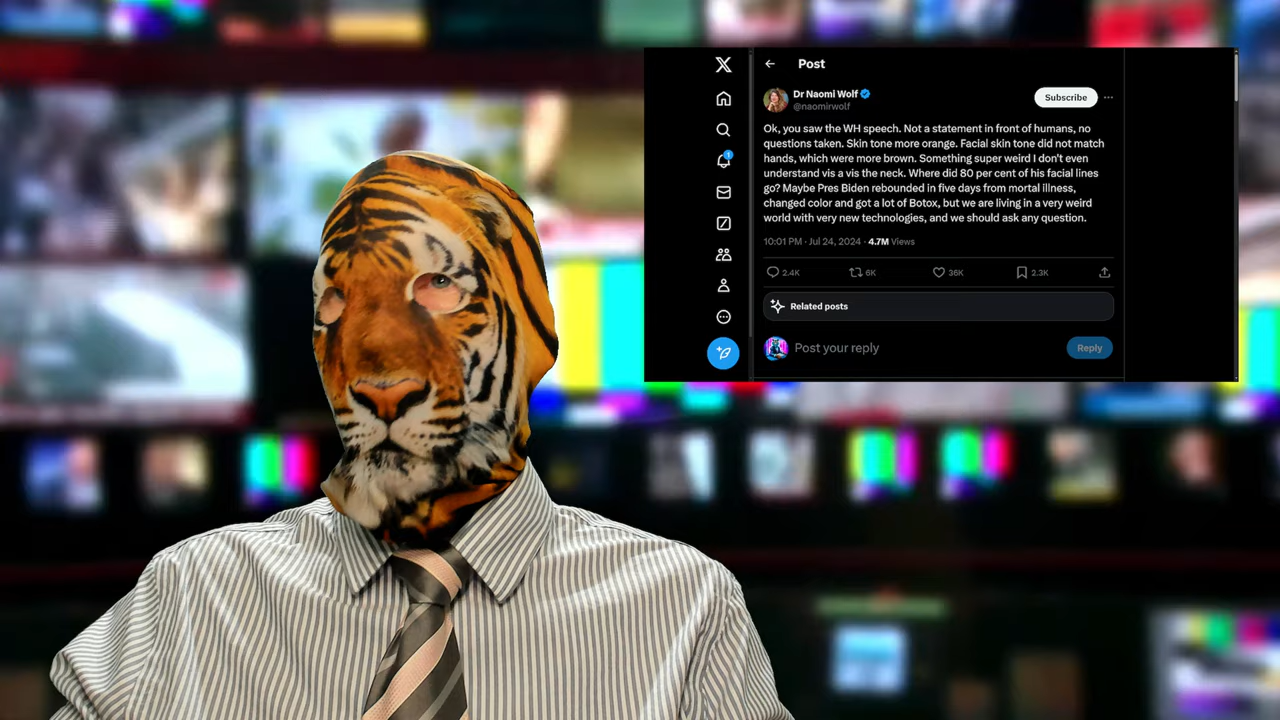 Post
Dr Naomi Wolf
@naomirwolf
Subscribe
Ok, you saw the WH speech. Not a statement in front of humans, no
questions taken. Skin tone more orange. Facial skin tone did not match
hands, which were more brown. Something super weird I don't even
understand vis a vis the neck. Where did 80 per cent of his facial lines
go? Maybe Pres Biden rebounded in five days from mortal illness,
changed color and got a lot of Botox, but we are living in a very weird
world with very new technologies, and we should ask any question.
10:01 PM · Jul 24, 2024 · 4.7M Views
2.4K 6K 36K 2.3K
Related posts
Post your reply
Reply